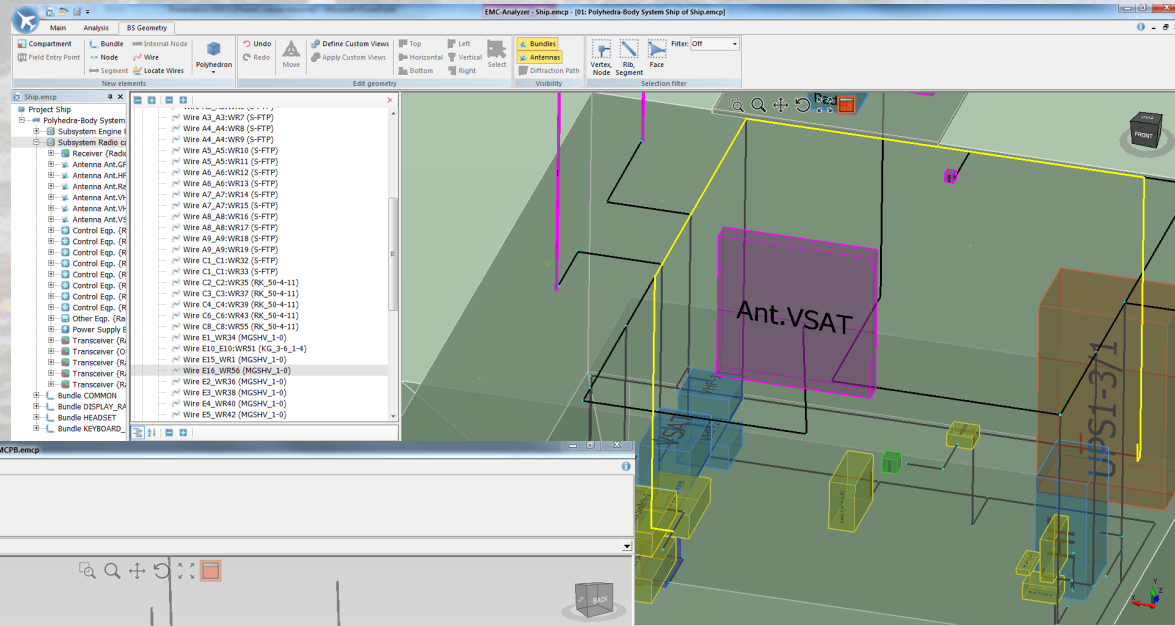 EMC-Analyzer - Ship.emcp - [01: Polyhedra-Body System Ship of Ship.emcp]
Main Analysis BS Geometry
Compartment Bundle Internal Node Undo Define Custom Views Top Left Bundles Filter: Off
Field Entry Point Node Wire Polyhedron Redo Move Apply Custom Views Horizontal Vertical Select Antennas Vertex, Node Rib, Segment Face
Segment Locate Wires Bottom Right Diffraction Path
New elements Edit geometry Visibility Selection filter
Ship.emcp
Project Ship
Polyhedra-Body System
Subsystem Engine
Subsystem Radio
Receiver
Antenna Ant.GP
Antenna Ant.HF
Antenna Ant.Ra
Antenna Ant.VH
Antenna Ant.VH
Antenna Ant.VS
Control Eqp. {R
Control Eqp. {R
Control Eqp. {R
Control Eqp. {R
Control Eqp. {R
Control Eqp. {R
Control Eqp. {R
Control Eqp. {R
Other Eqp. {Ra
Power Supply E
Transceiver {R
Transceiver {O
Transceiver {R
Transceiver {R
Transceiver {R
Bundle COMMON
Bundle DISPLAY_RA
Bundle HEADSET
Bundle KEYBOARD_
Wire A3_A3:WR7 (S-FTP)
Wire A4_A4:WR8 (S-FTP)
Wire A4_A4:WR9 (S-FTP)
Wire A5_A5:WR10 (S-FTP)
Wire A5_A5:WR11 (S-FTP)
Wire A6_A6:WR12 (S-FTP)
Wire A6_A6:WR13 (S-FTP)
Wire A7_A7:WR14 (S-FTP)
Wire A7_A7:WR15 (S-FTP)
Wire A8_A8:WR16 (S-FTP)
Wire A8_A8:WR17 (S-FTP)
Wire A9_A9:WR18 (S-FTP)
Wire A9_A9:WR19 (S-FTP)
Wire C1_C1:WR32 (S-FTP)
Wire C1_C1:WR33 (S-FTP)
Wire C2_C2:WR35 (RK_50-4-11)
Wire C3_C3:WR37 (RK_50-4-11)
Wire C4_C4:WR39 (RK_50-4-11)
Wire C6_C6:WR43 (RK_50-4-11)
Wire C8_C8:WR55 (RK_50-4-11)
Wire E1_WR34 (MGSHV_1-0)
Wire E10_E10:WR51 (KG_3-6_1-4)
Wire E15_WR1 (MGSHV_1-0)
Wire E16_WR56 (MGSHV_1-0)
Wire E2_WR36 (MGSHV_1-0)
Wire E3_WR38 (MGSHV_1-0)
Wire E4_WR40 (MGSHV_1-0)
Wire E5_WR42 (MGSHV_1-0)
FRONT
Ant.VSAT
UPS1-3/1
VSAT
MCPB.emcp
BACK